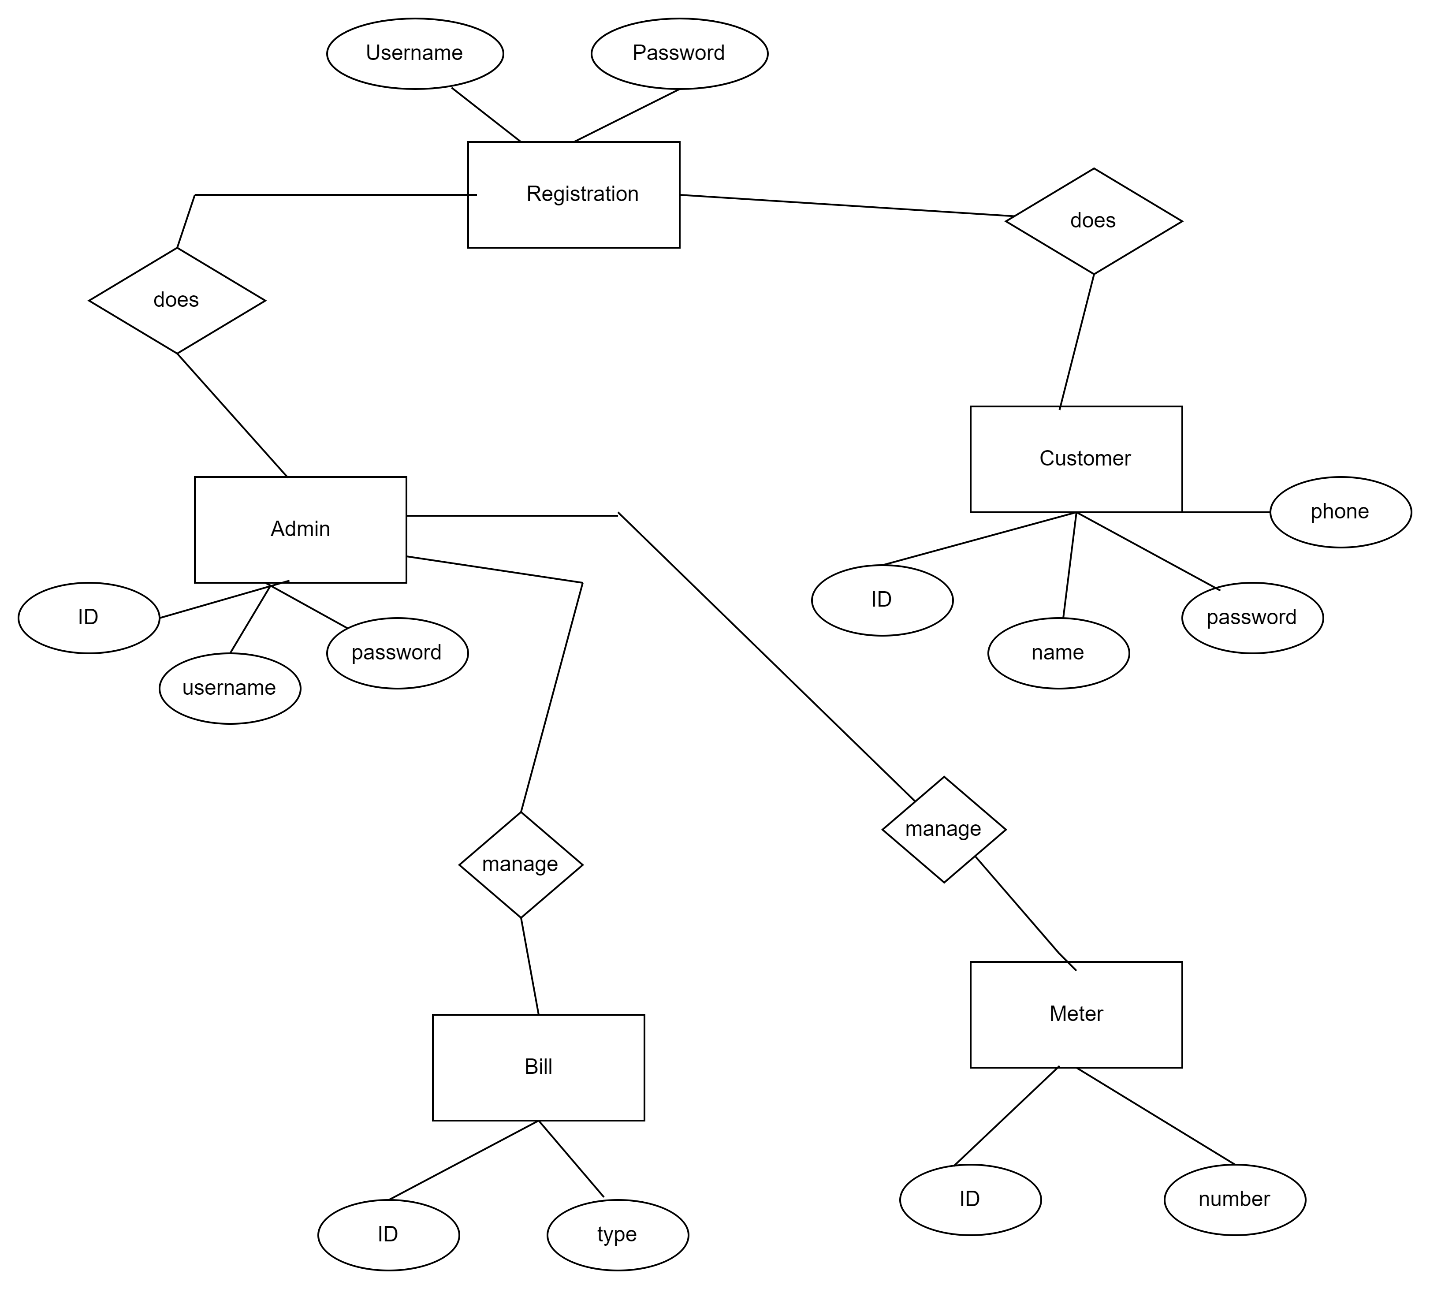 Username
Password
Registration
does
does
Customer
phone
Admin
ID
ID
password
name
password
username
manage
manage
Meter
Bill
ID
number
ID
type